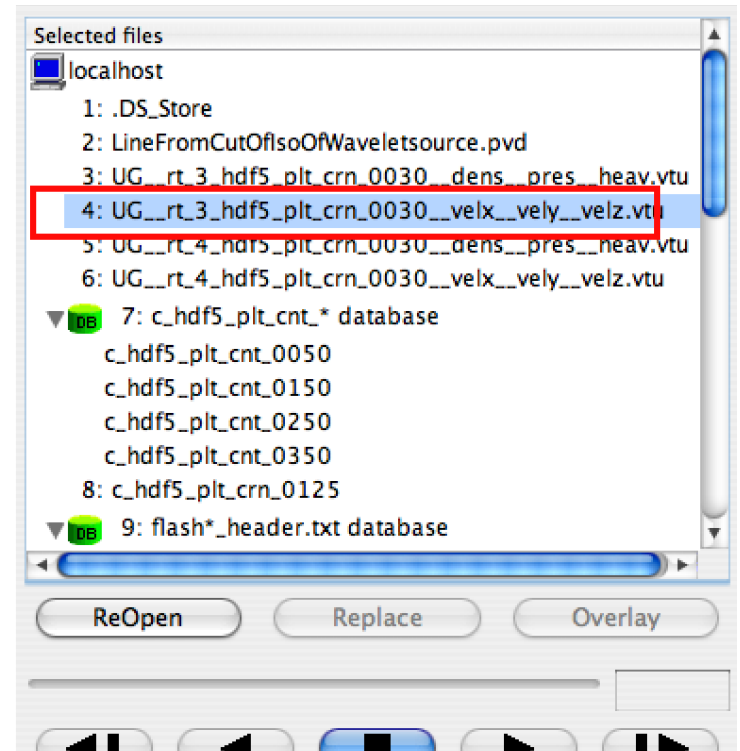 Selected files
localhost
1: .DS_Store
2: LineFromCutOfIsoOfWaveletsource.pvd
3: UG__rt_3_hdf5_plt_crn_0030__dens__pres__heav.vtu
4: UG__rt_3_hdf5_plt_crn_0030__velx__vely__velz.vtu
5: UG__rt_4_hdf5_plt_crn_0030__dens__pres__heav.vtu
6: UG__rt_4_hdf5_plt_crn_0030__velx__vely__velz.vtu
DB 7: c_hdf5_plt_cnt_* database
c_hdf5_plt_cnt_0050
c_hdf5_plt_cnt_0150
c_hdf5_plt_cnt_0250
c_hdf5_plt_cnt_0350
8: c_hdf5_plt_crn_0125
DB 9: flash*_header.txt database
ReOpen Replace Overlay